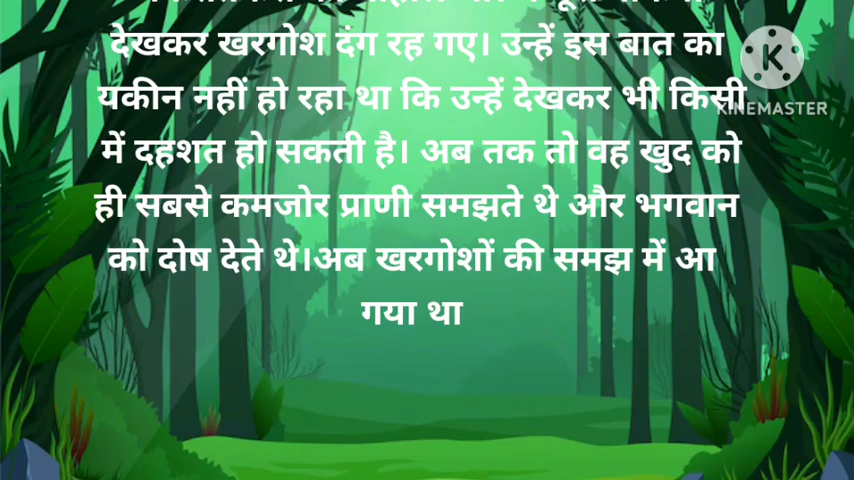 देखकर खरगोश दंग रह गए। उन्हें इस बात का
यकीन नहीं हो रहा था कि उन्हें देखकर भी किसी
में दहशत हो सकती है। अब तक तो वह खुद को
ही सबसे कमजोर प्राणी समझते थे और भगवान
को दोष देते थे।अब खरगोशों की समझ में आ
गया था
K
KINEMASTER